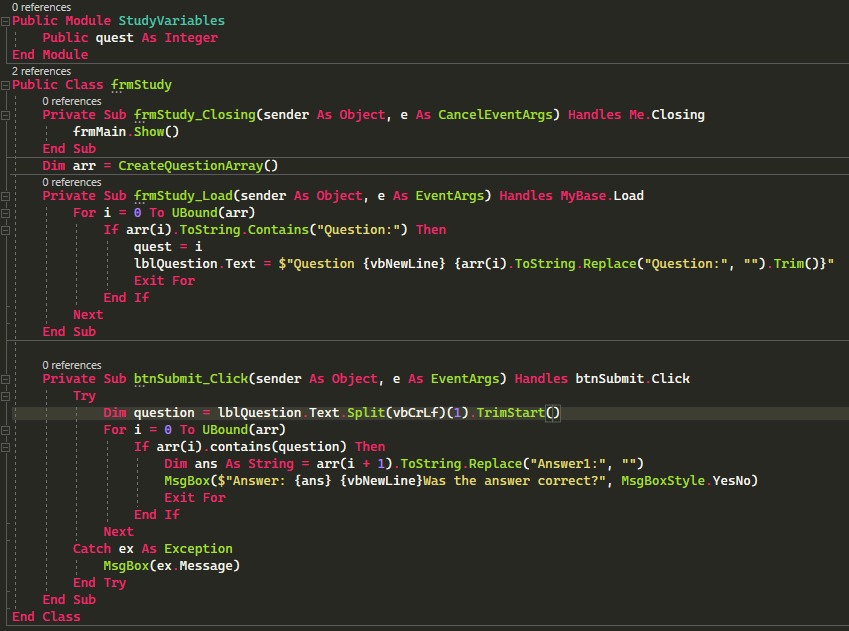 0 references
Public Module StudyVariables
Public quest As Integer
End Module
2 references
Public Class frmStudy
0 references
Private Sub frmStudy_Closing(sender As Object, e As CancelEventArgs) Handles Me.Closing
frmMain.Show()
End Sub
Dim arr = CreateQuestionArray()
0 references
Private Sub frmStudy_Load(sender As Object, e As EventArgs) Handles MyBase.Load
For i = 0 To UBound(arr)
If arr(i).ToString.Contains("Question:") Then
quest = i
lblQuestion.Text = $"Question {vbNewLine} {arr(i).ToString.Replace("Question:", "").Trim()}"
Exit For
End If
Next
End Sub
0 references
Private Sub btnSubmit_Click(sender As Object, e As EventArgs) Handles btnSubmit.Click
Try
Dim question = lblQuestion.Text.Split(vbCrLf)(1).TrimStart()
For i = 0 To UBound(arr)
If arr(i).contains(question) Then
Dim ans As String = arr(i + 1).ToString.Replace("Answer1:", "")
MsgBox($"Answer: {ans} {vbNewLine}Was the answer correct?", MsgBoxStyle.YesNo)
Exit For
End If
Next
Catch ex As Exception
MsgBox(ex.Message)
End Try
End Sub
End Class